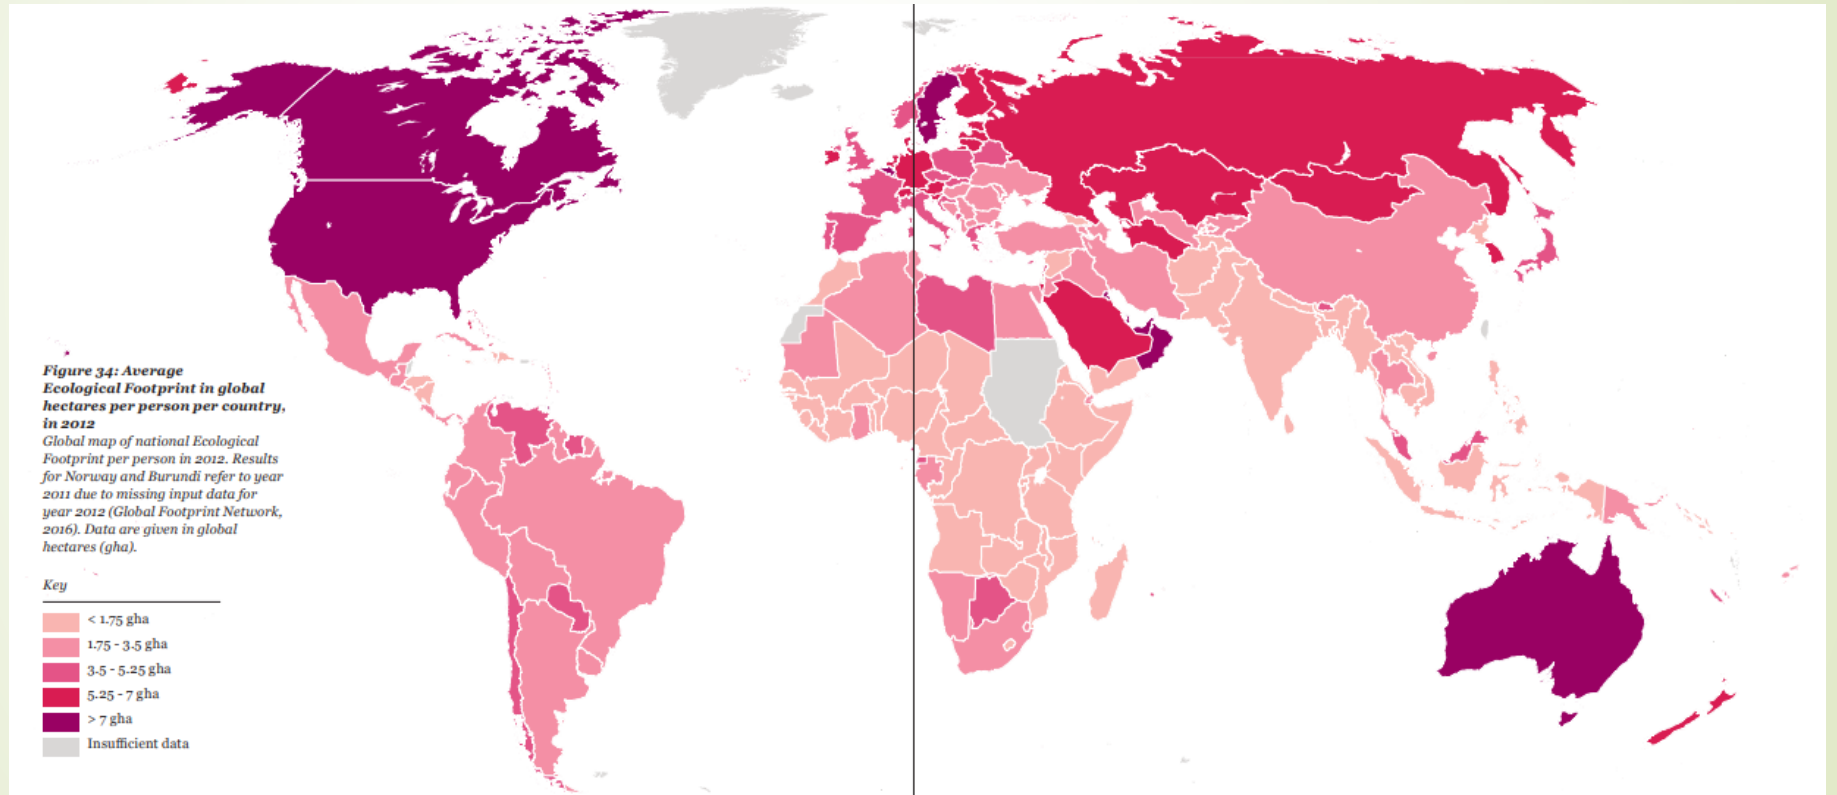 Figure 34: Average
Ecological Footprint in global
hectares per person per country,
in 2012
Global map of national Ecological
Footprint per person in 2012. Results
for Norway and Burundi refer to year
2011 due to missing input data for
year 2012 (Global Footprint Network,
2016). Data are given in global
hectares (gha).
Key
< 1.75 gha
1.75 - 3.5 gha
3.5 - 5.25 gha
5.25 - 7 gha
> 7 gha
Insufficient data